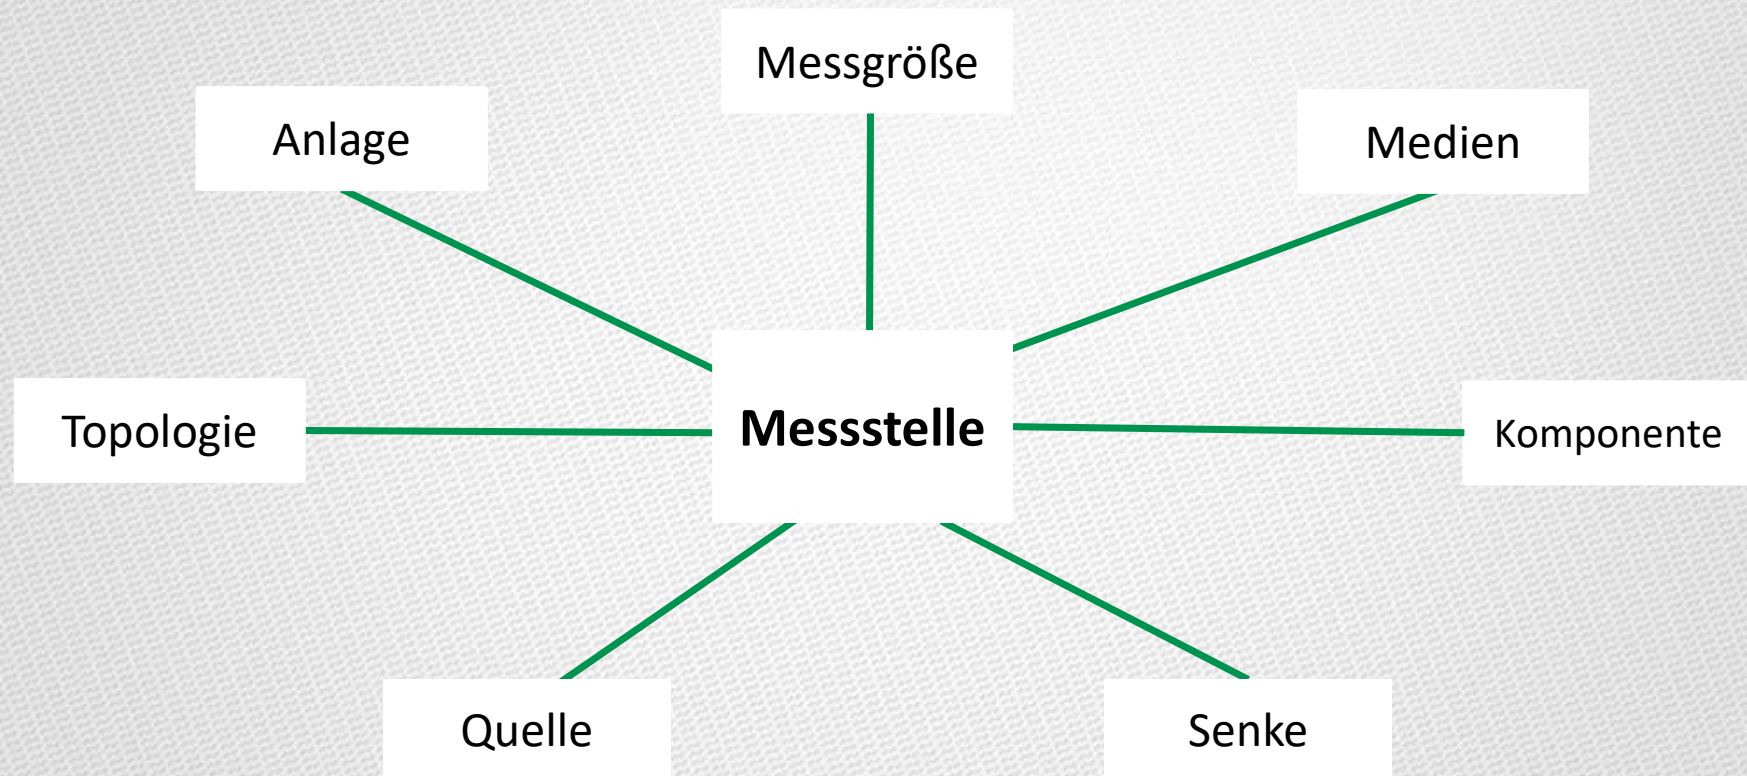 Messgröße
Anlage
Medien
Messstelle
Topologie
Komponente
Quelle
Senke